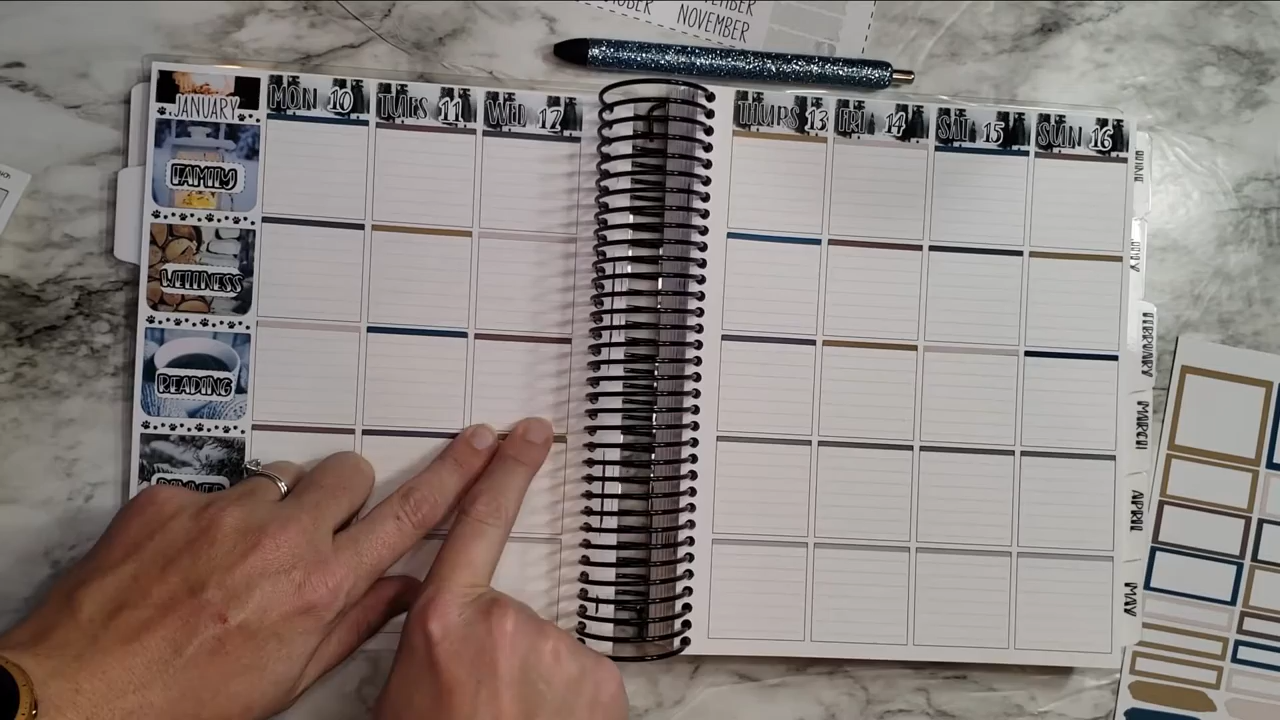 NOVEMBER
JANUARY MON 10 TUES 11 WED 12 THURS 13 FRI 14 SAT 15 SUN 16
FAMILY
WELLNESS
READING
MARCH
APRIL
MAY